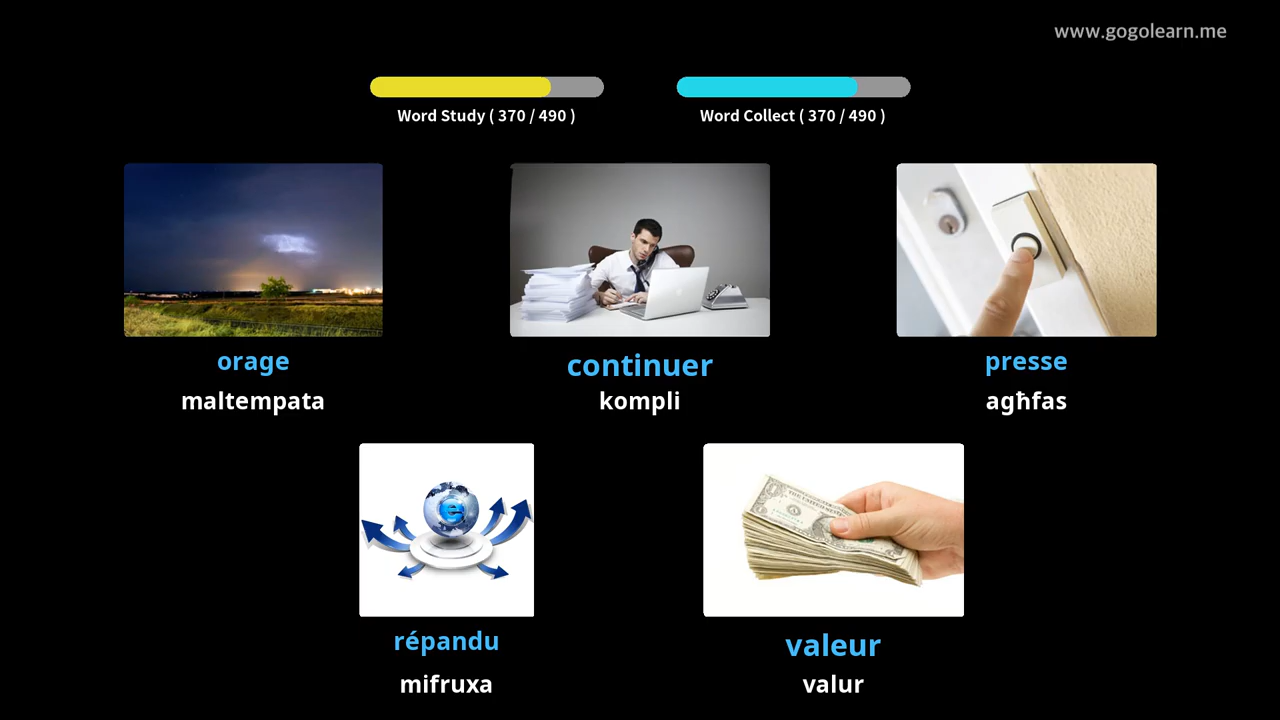 www.gogolearn.me
Word Study ( 370 / 490 )
Word Collect ( 370 / 490 )
orage
maltempata
continuer
kompli
presse
agħfas
répandu
mifruxa
valeur
valur